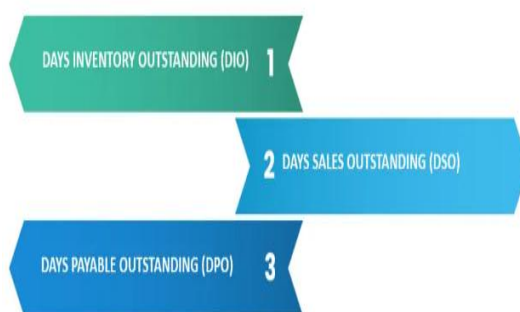 DAYS INVENTORY OUTSTANDING (DIO) 1
2 DAYS SALES OUTSTANDING (DSO)
DAYS PAYABLE OUTSTANDING (DPO) 3